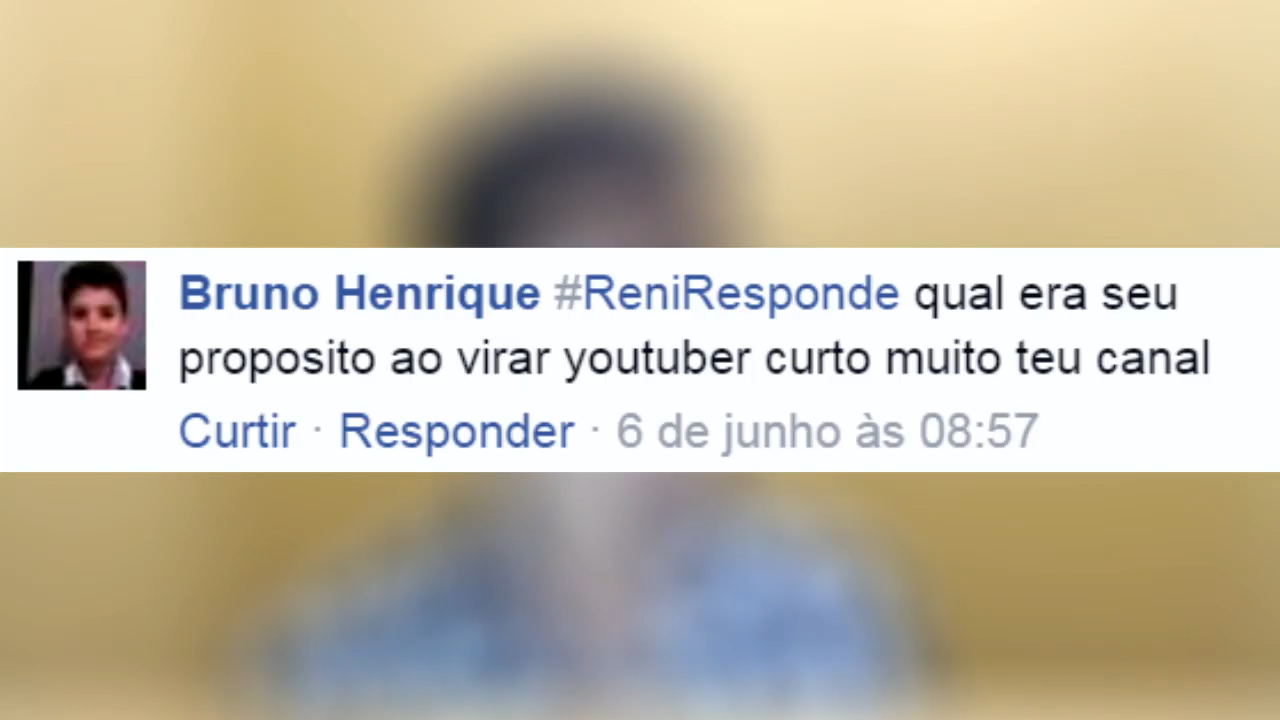 Bruno Henrique #ReniResponde qual era seu
proposito ao virar youtuber curto muito teu canal
Curtir · Responder · 6 de junho às 08:57